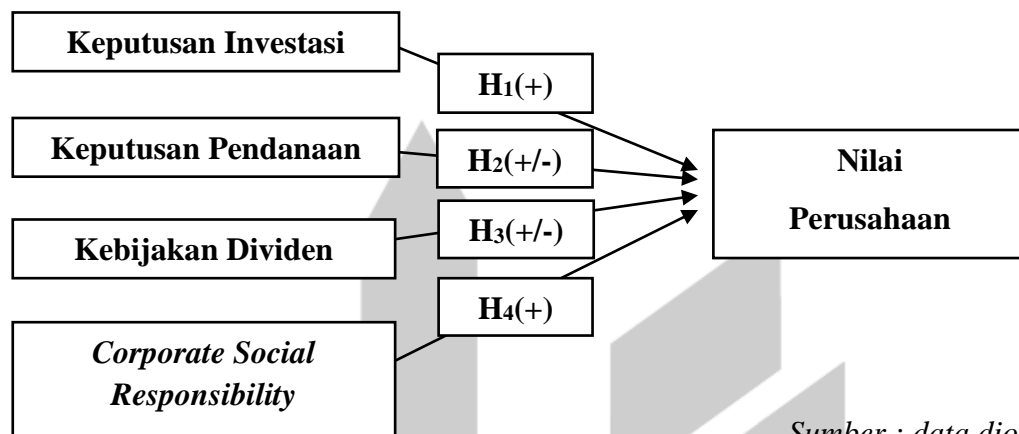 Keputusan Investasi
H1(+)
Keputusan Pendanaan
H2(+/-)
Nilai
Perusahaan
Kebijakan Dividen
H3(+/-)
H4(+)
Corporate Social
Responsibility
Sumber : data